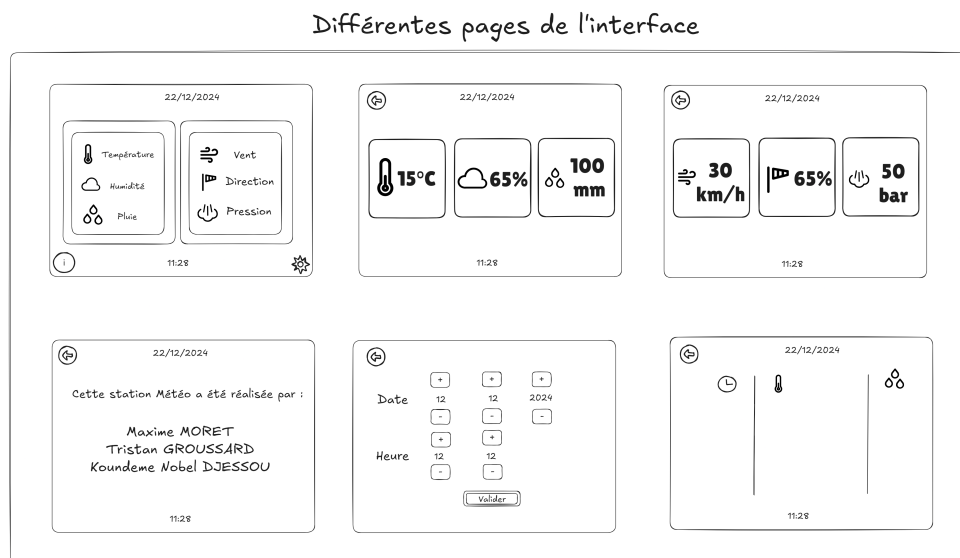 Différentes pages de l'interface
22/12/2024
Température
Humidité
Pluie
Vent
Direction
Pression
i
11:28
22/12/2024
15°C
65%
100
mm
11:28
22/12/2024
30
km/h
65%
50
bar
11:28
22/12/2024
Cette station Météo a été réalisée par :
Maxime MORET
Tristan GROUSSARD
Koundeme Nobel DJESSOU
11:28
+ + +
Date 12 12 2024
- - -
+ +
Heure 12 12
- -
Valider
22/12/2024
11:28